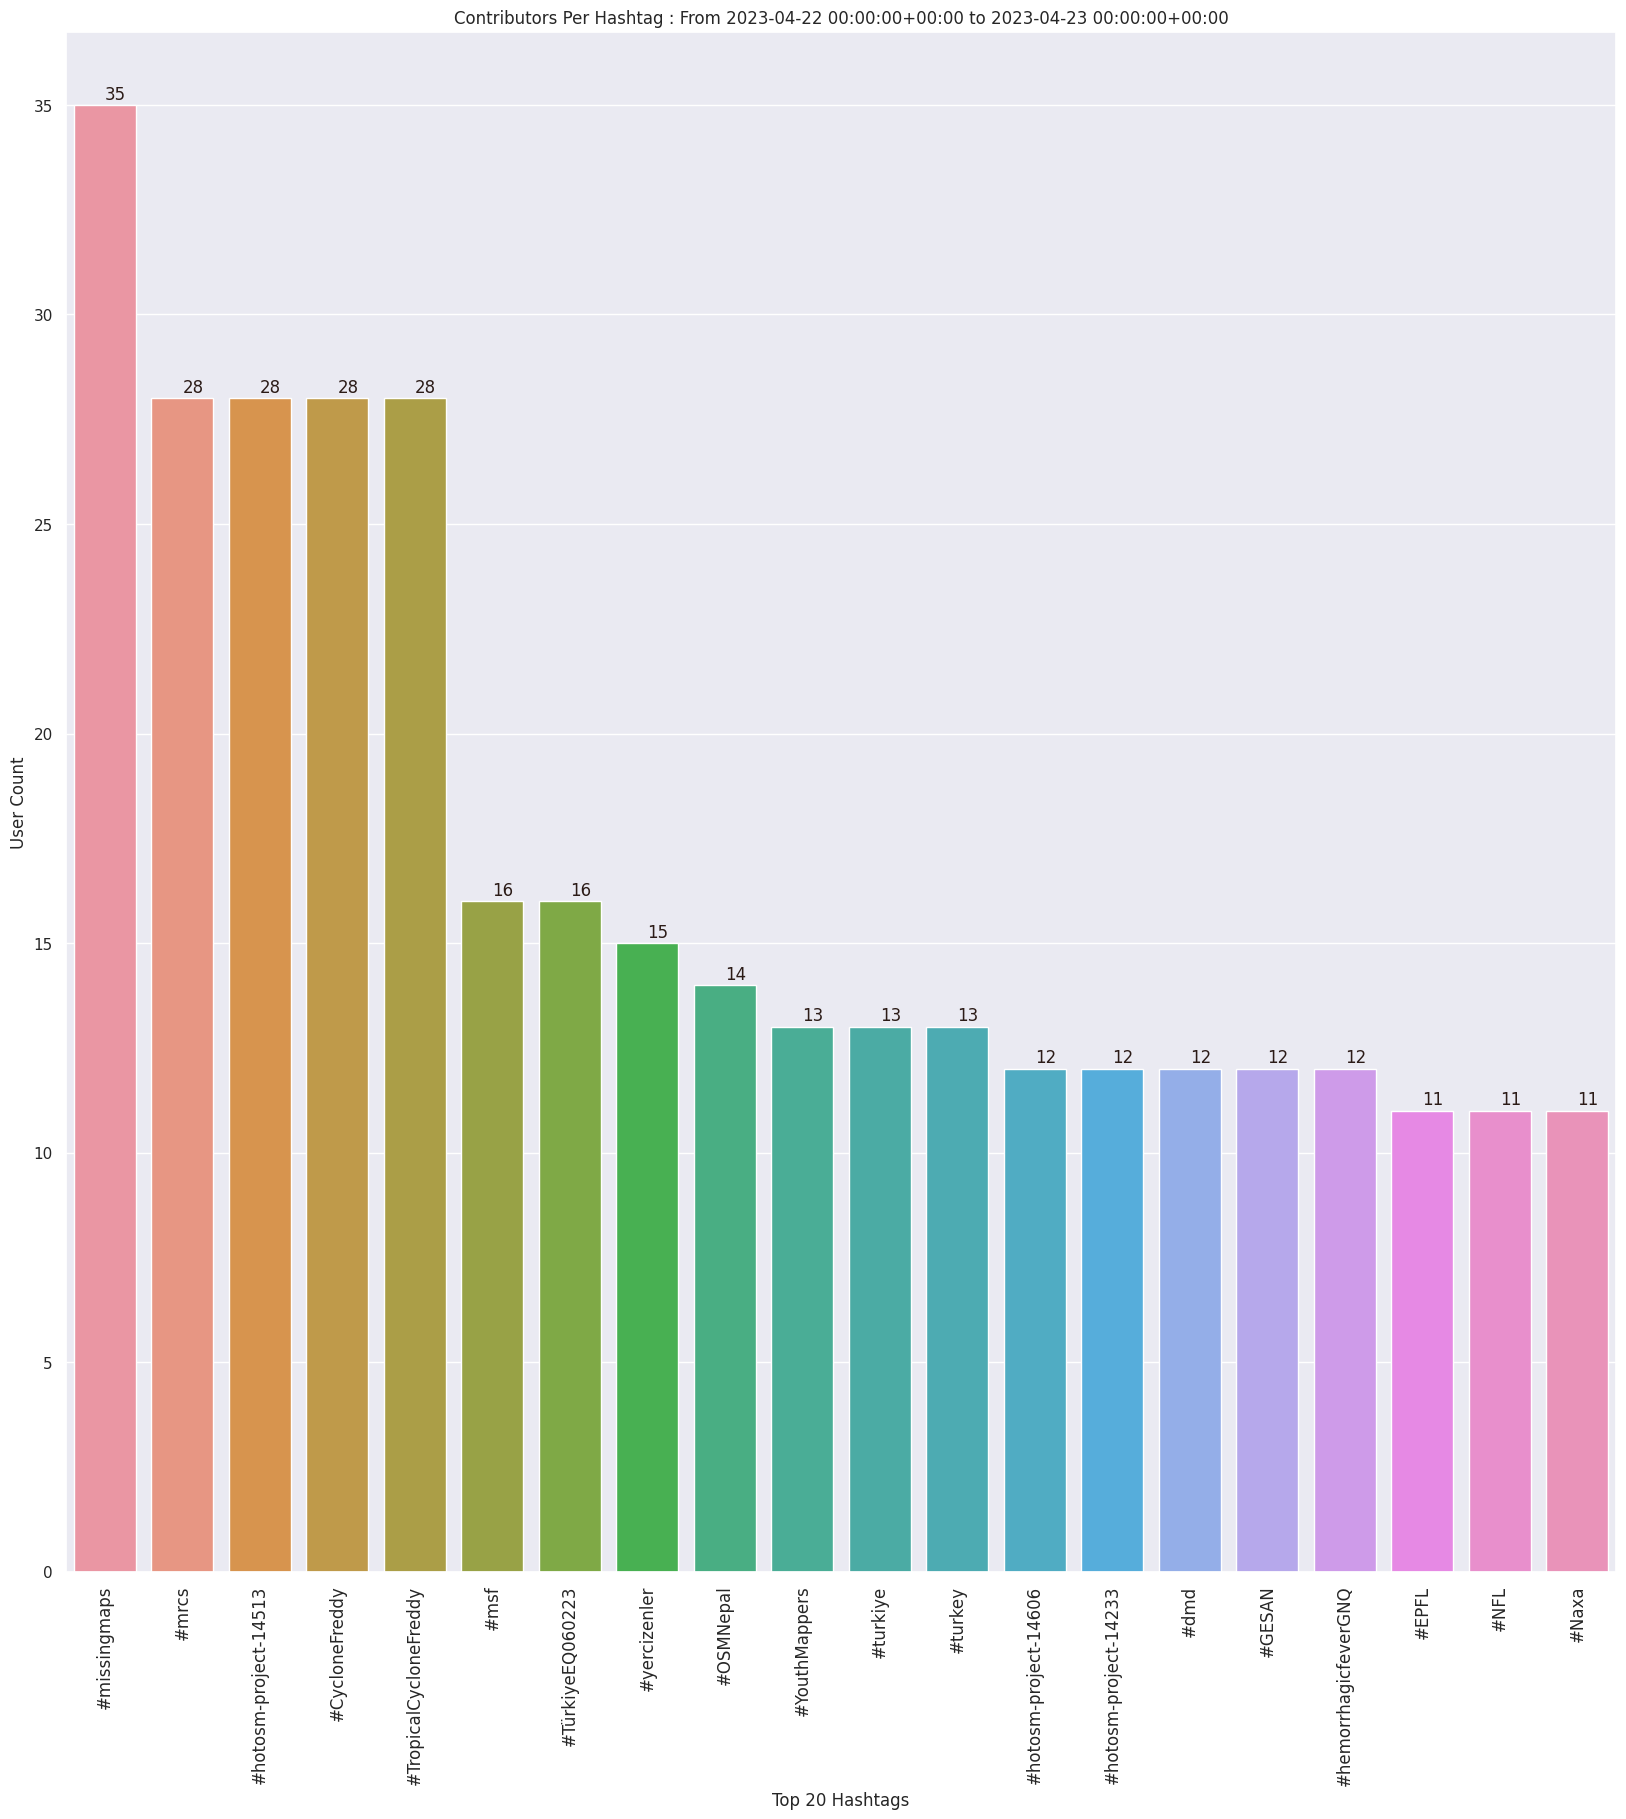 Contributors Per Hashtag : From 2023-04-22 00:00:00+00:00 to 2023-04-23 00:00:00+00:00
User Count
35
30
25
20
15
10
5
0
35
28
28
28
28
16
16
15
14
13
13
13
12
12
12
12
12
11
11
11
#missingmaps
#mrcs
#hotosm-project-14513
#CycloneFreddy
#TropicalCycloneFreddy
#msf
#TürkiyeEQ060223
#yercizenler
#OSMNepal
#YouthMappers
#turkiye
#turkey
#hotosm-project-14606
#hotosm-project-14233
#dmd
#GESAN
#hemorrhagicfeverGNQ
#EPFL
#NFL
#Naxa
Top 20 Hashtags